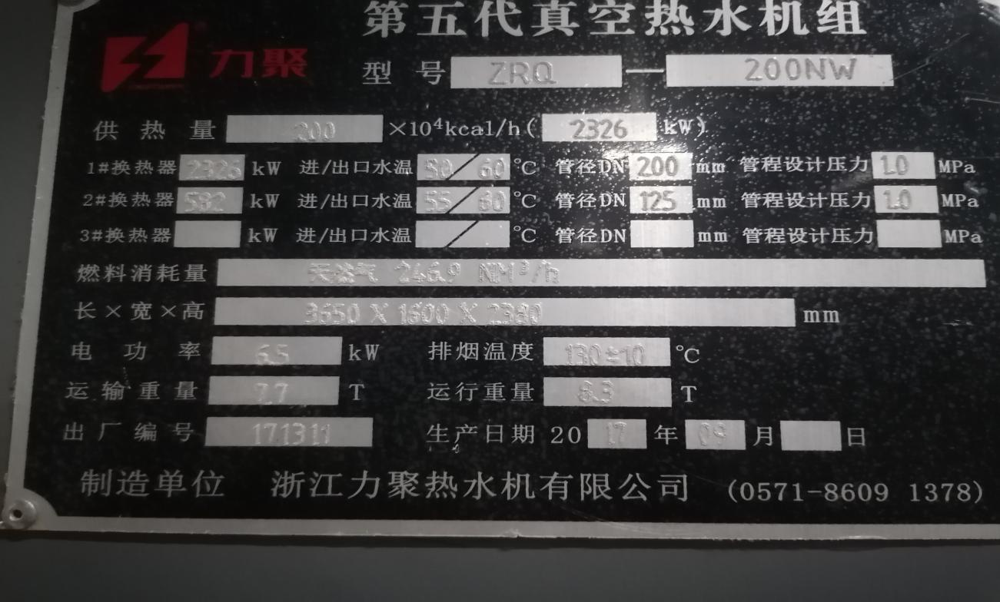 第五代真空热水机组
力聚
型号 ZRQ — 200NW
供热量 200 ×10⁴kcal/h( 2326 kW)
1#换热器 2326 kW 进/出口水温 50/60 ℃ 管径DN 200 mm 管程设计压力 1.0 MPa
2#换热器 582 kW 进/出口水温 55/60 ℃ 管径DN 125 mm 管程设计压力 1.0 MPa
3#换热器 kW 进/出口水温 / ℃ 管径DN mm 管程设计压力 MPa
燃料消耗量 天然气 246.9 NM³/h
长×宽×高 3650 X 1600 X 2380 mm
电功率 6.5 kW 排烟温度 130±10 ℃
运输重量 7.7 T 运行重量 8.3 T
出厂编号 171311 生产日期 2017年09月 日
制造单位 浙江力聚热水机有限公司 (0571-8609 1378)